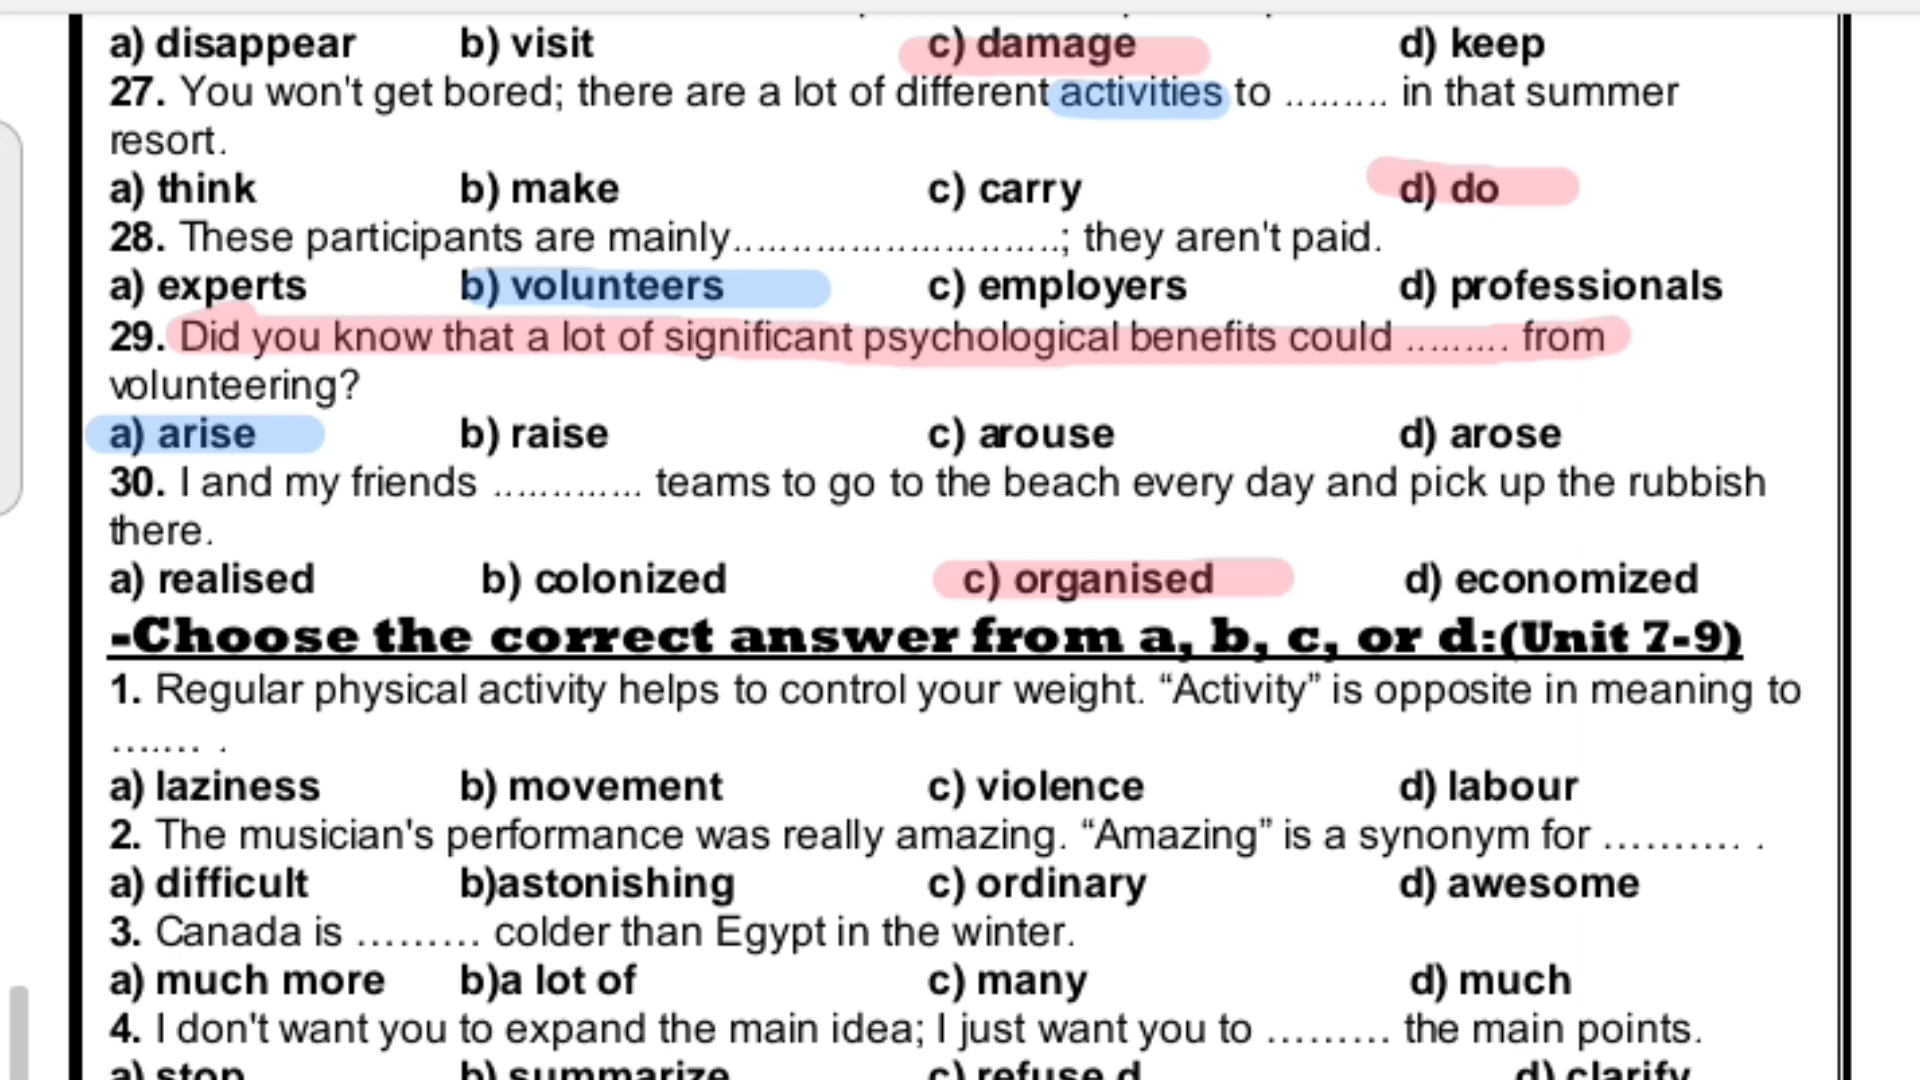 a) disappear b) visit c) damage d) keep
27. You won't get bored; there are a lot of different activities to ......... in that summer
resort.
a) think b) make c) carry d) do
28. These participants are mainly.............................; they aren't paid.
a) experts b) volunteers c) employers d) professionals
29. Did you know that a lot of significant psychological benefits could ......... from
volunteering?
a) arise b) raise c) arouse d) arose
30. I and my friends ............. teams to go to the beach every day and pick up the rubbish
there.
a) realised b) colonized c) organised d) economized
-Choose the correct answer from a, b, c, or d:(Unit 7-9)
1. Regular physical activity helps to control your weight. “Activity” is opposite in meaning to
....... .
a) laziness b) movement c) violence d) labour
2. The musician's performance was really amazing. “Amazing” is a synonym for .......... .
a) difficult b)astonishing c) ordinary d) awesome
3. Canada is ......... colder than Egypt in the winter.
a) much more b)a lot of c) many d) much
4. I don't want you to expand the main idea; I just want you to ......... the main points.
a) stop b) summarize c) refuse d d) clarify